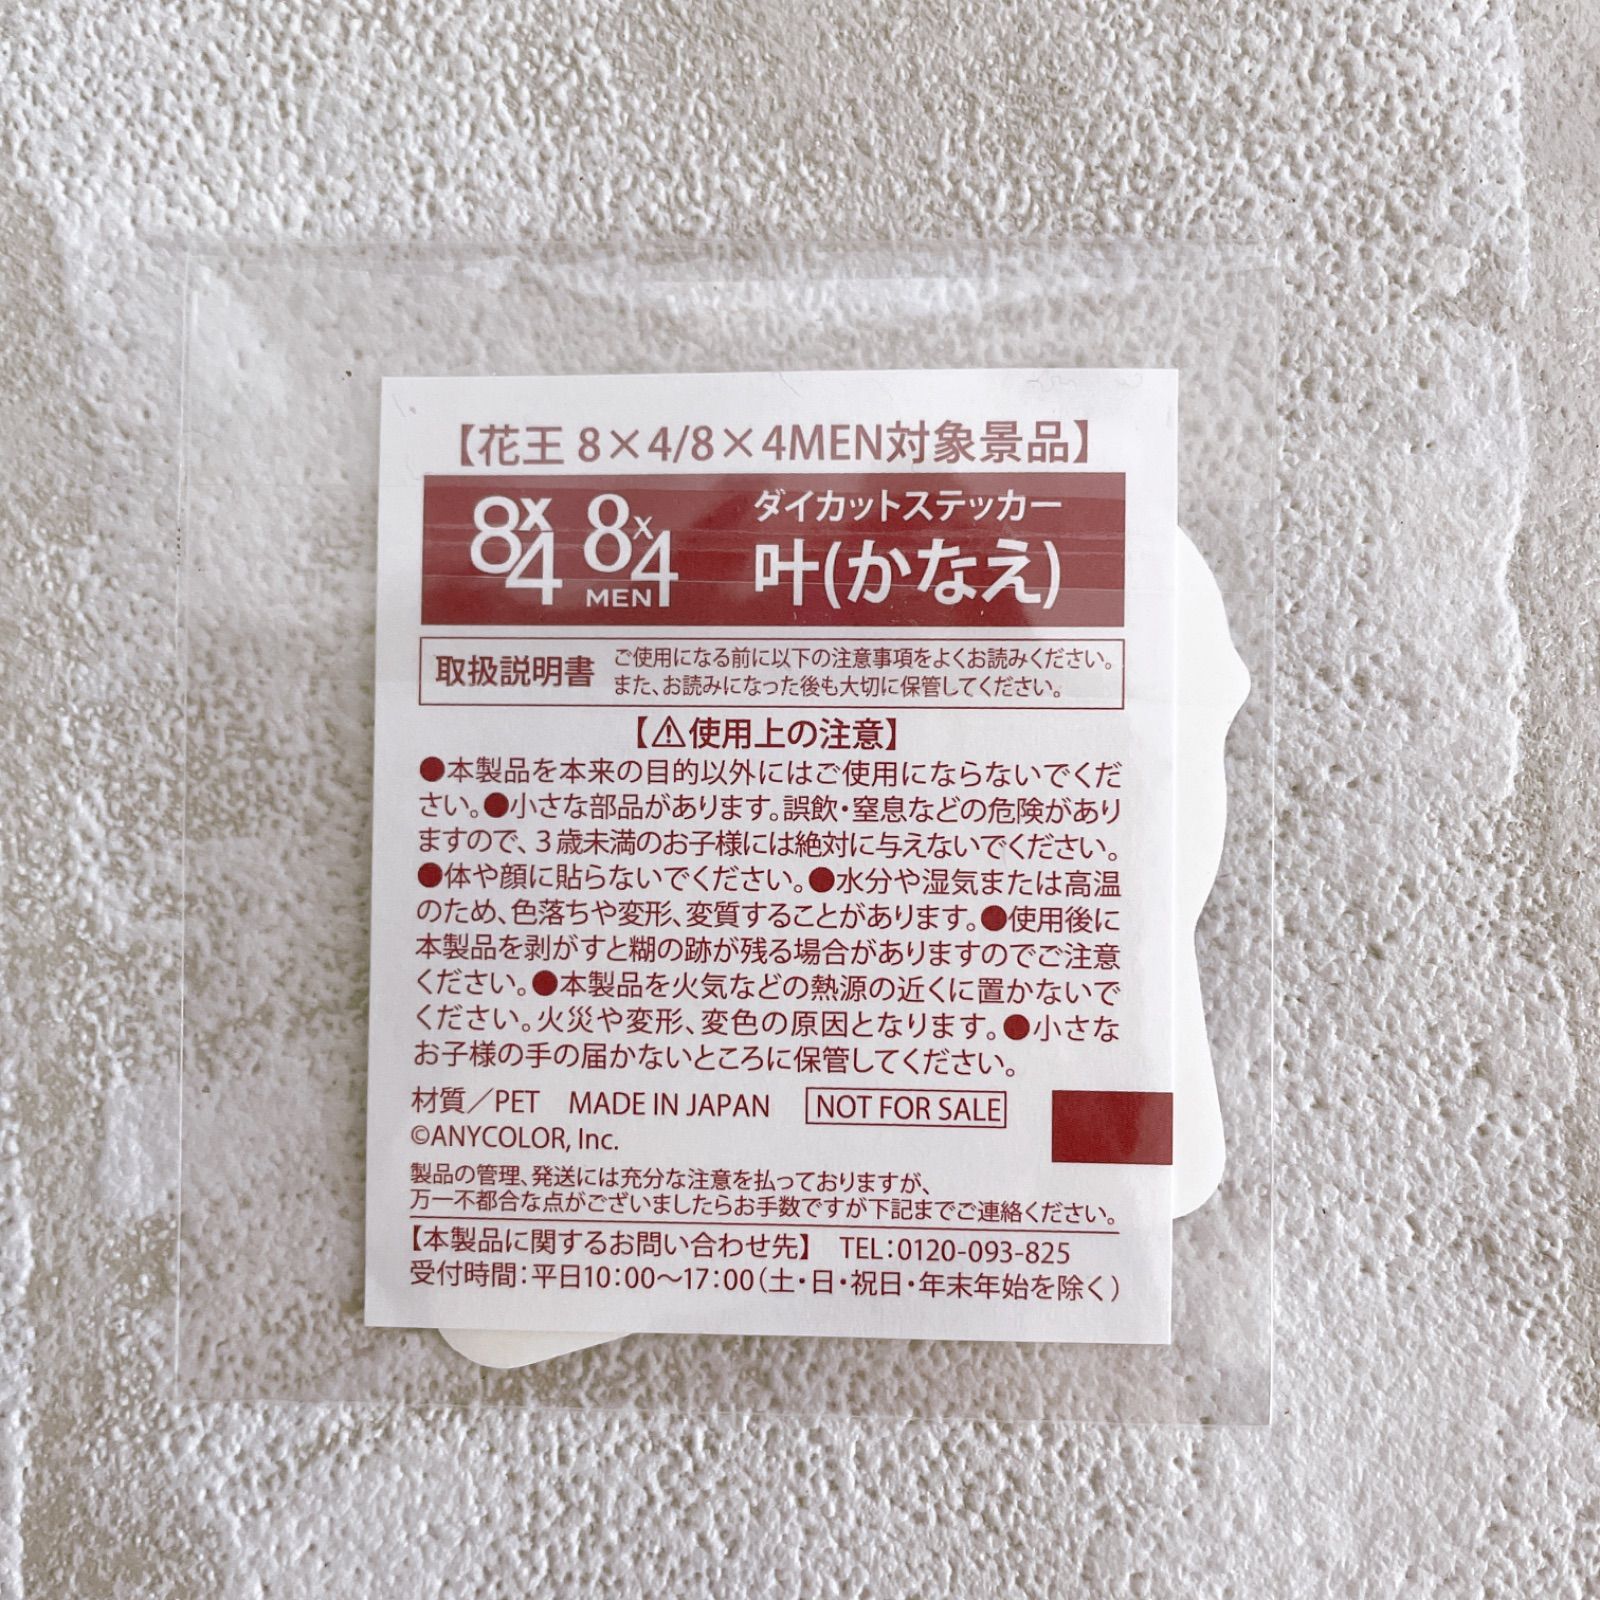 【花王 8×4/8×4MEN対象景品】
8x4 8x4 MEN
ダイカットステッカー
叶(かなえ)
取扱説明書
ご使用になる前に以下の注意事項をよくお読みください。
また、お読みになった後も大切に保管してください。
【⚠使用上の注意】
●本製品を本来の目的以外にはご使用にならないでくだ
さい。●小さな部品があります。誤飲・窒息などの危険があり
ますので、3歳未満のお子様には絶対に与えないでください。
●体や顔に貼らないでください。●水分や湿気または高温
のため、色落ちや変形、変質することがあります。●使用後に
本製品を剥がすと糊の跡が残る場合がありますのでご注意
ください。●本製品を火気などの熱源の近くに置かないで
ください。火災や変形、変色の原因となります。●小さな
お子様の手の届かないところに保管してください。
材質／PET MADE IN JAPAN NOT FOR SALE
©ANYCOLOR, Inc.
製品の管理、発送には充分な注意を払っておりますが、
万一不都合な点がございましたらお手数ですが下記までご連絡ください。
【本製品に関するお問い合わせ先】 TEL：0120-093-825
受付時間：平日10：00〜17：00（土・日・祝日・年末年始を除く）